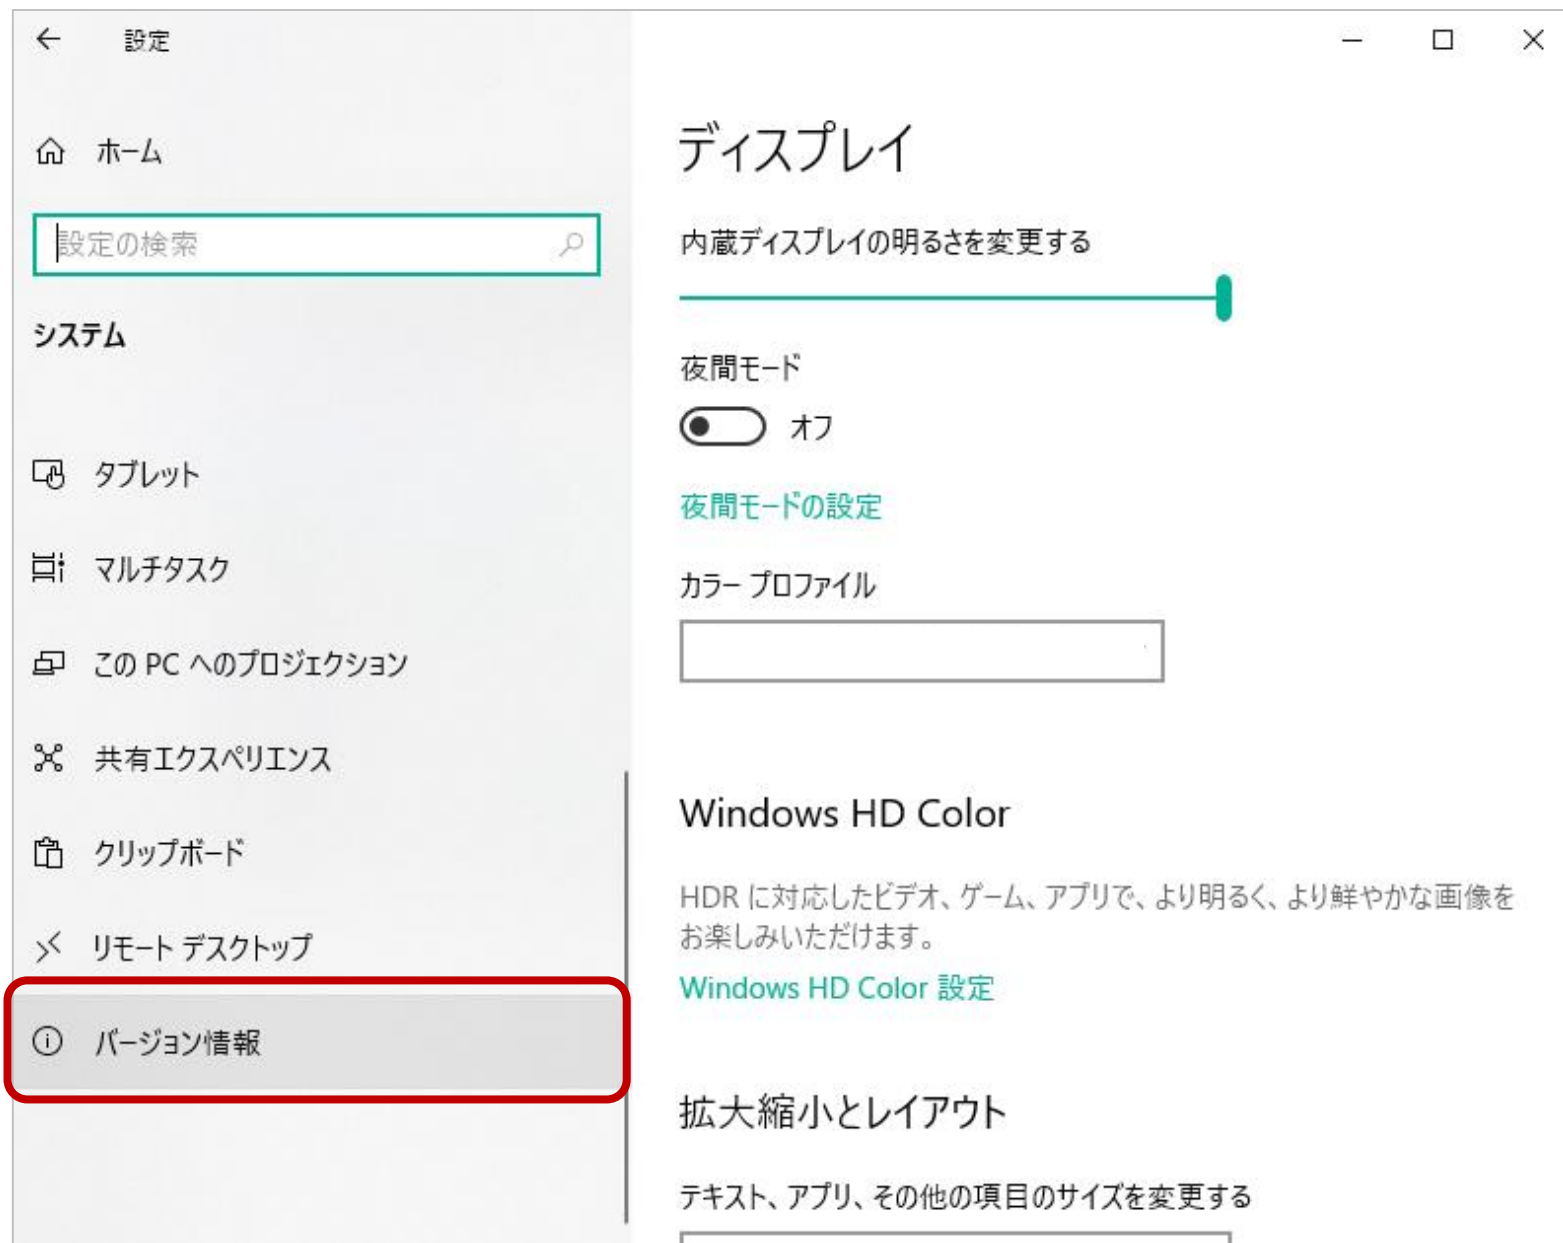 設定
ホーム
設定の検索
システム
タブレット
マルチタスク
この PC へのプロジェクション
共有エクスペリエンス
クリップボード
リモート デスクトップ
バージョン情報
ディスプレイ
内蔵ディスプレイの明るさを変更する
夜間モード
オフ
夜間モードの設定
カラー プロファイル
Windows HD Color
HDR に対応したビデオ、ゲーム、アプリで、より明るく、より鮮やかな画像を
お楽しみいただけます。
Windows HD Color 設定
拡大縮小とレイアウト
テキスト、アプリ、その他の項目のサイズを変更する